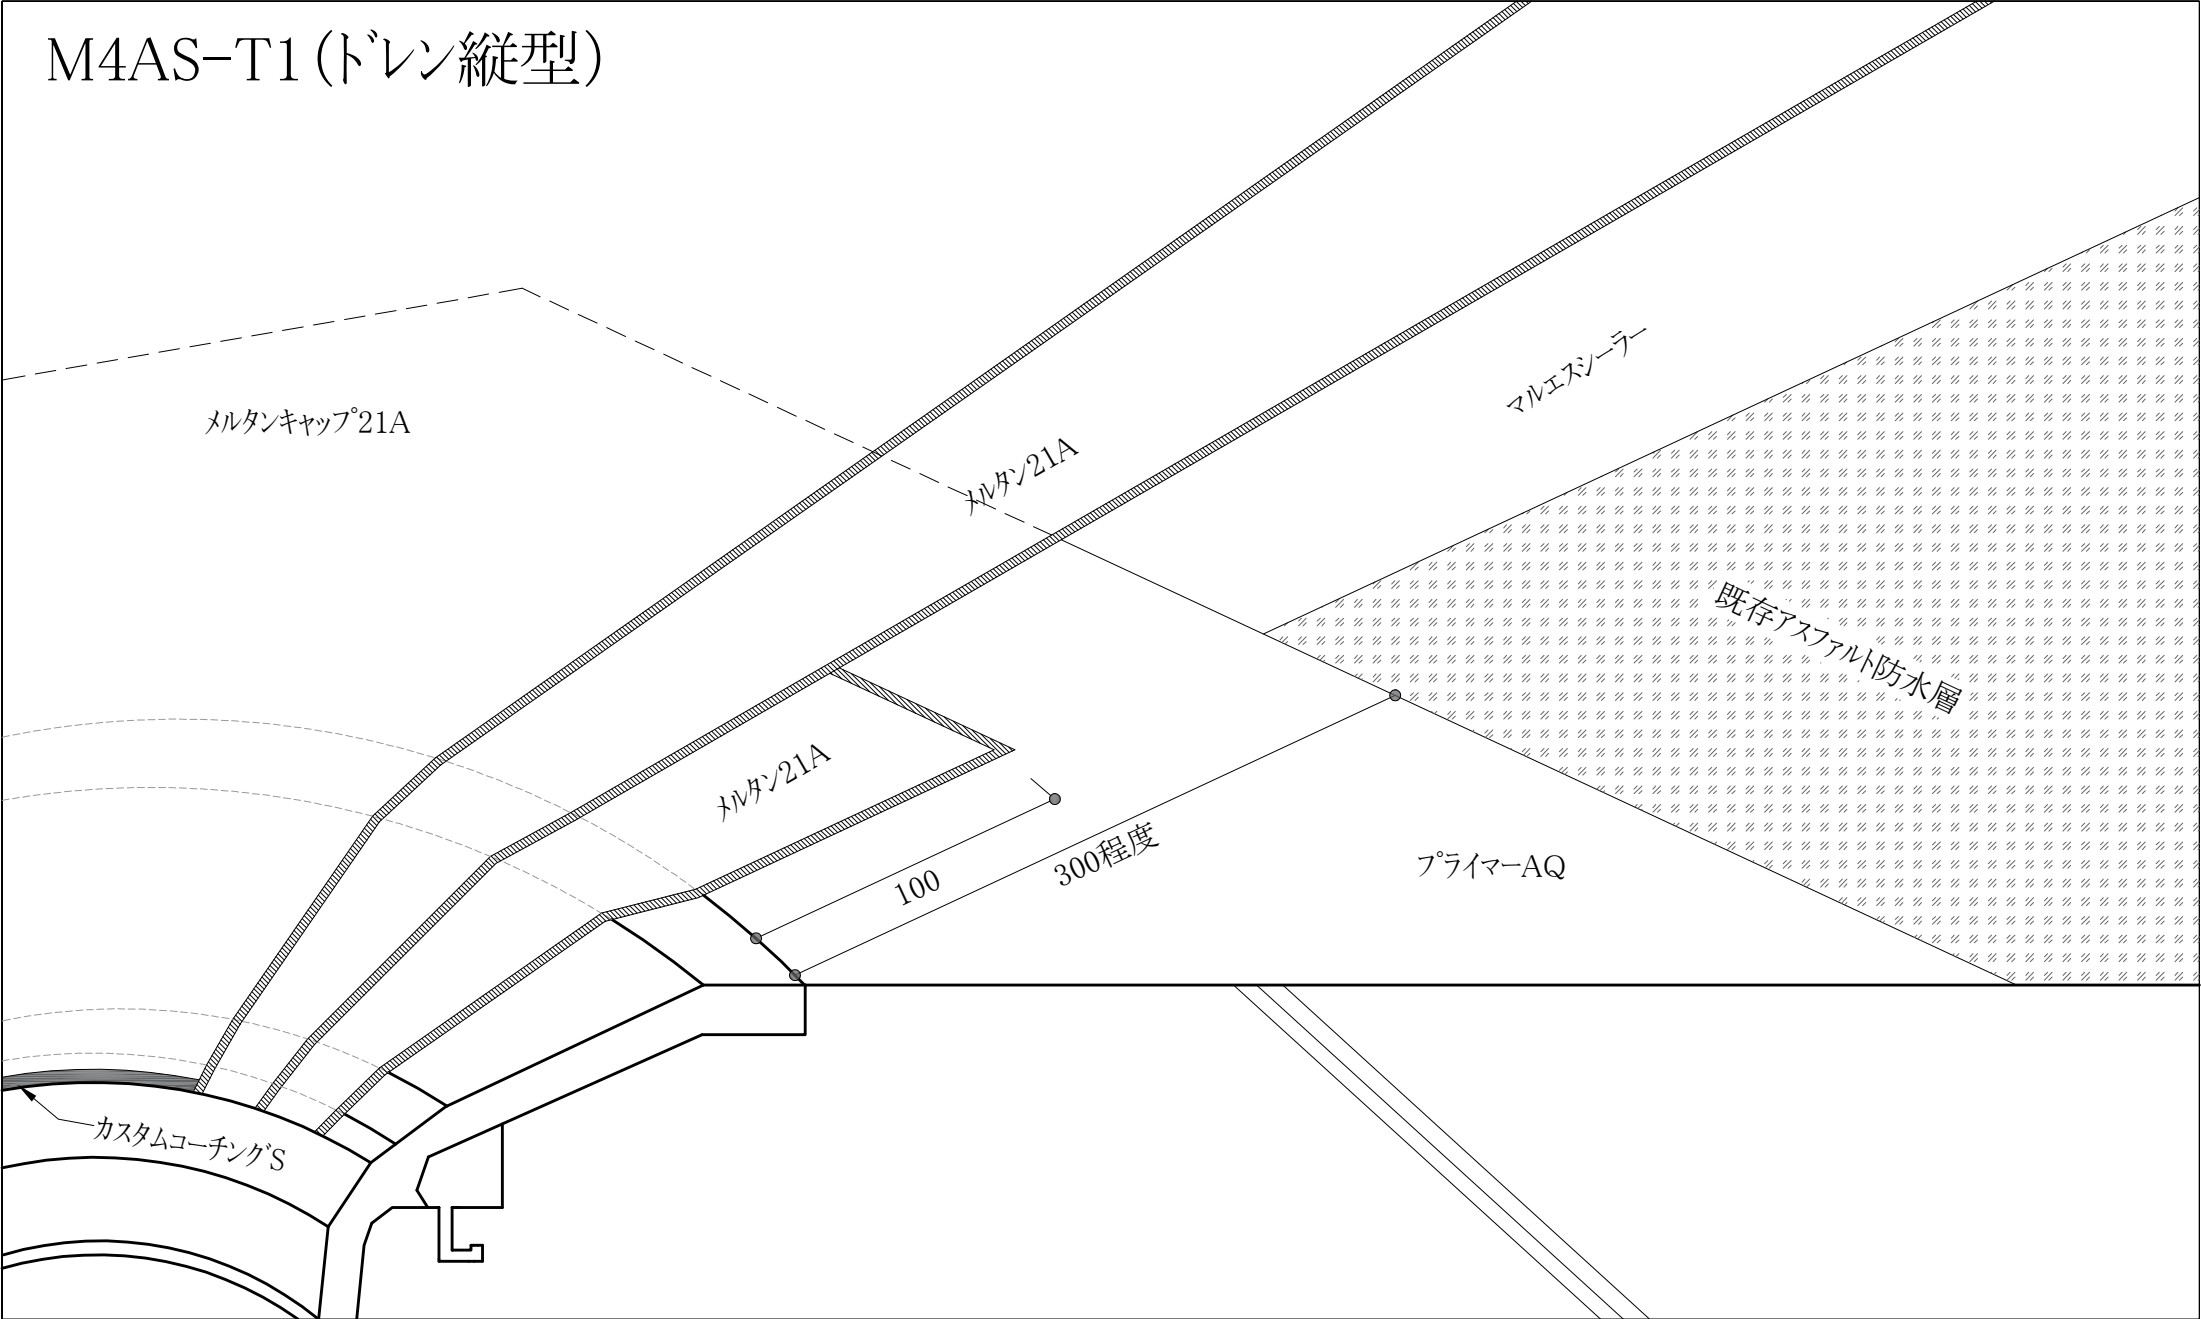 M4AS-T1(ドレン縦型)
マルエスシーラー
メルタンキャップ21A
メルタン21A
既存アスファルト防水層
メルタン21A
300程度
100
プライマーAQ
カスタムコーチングS